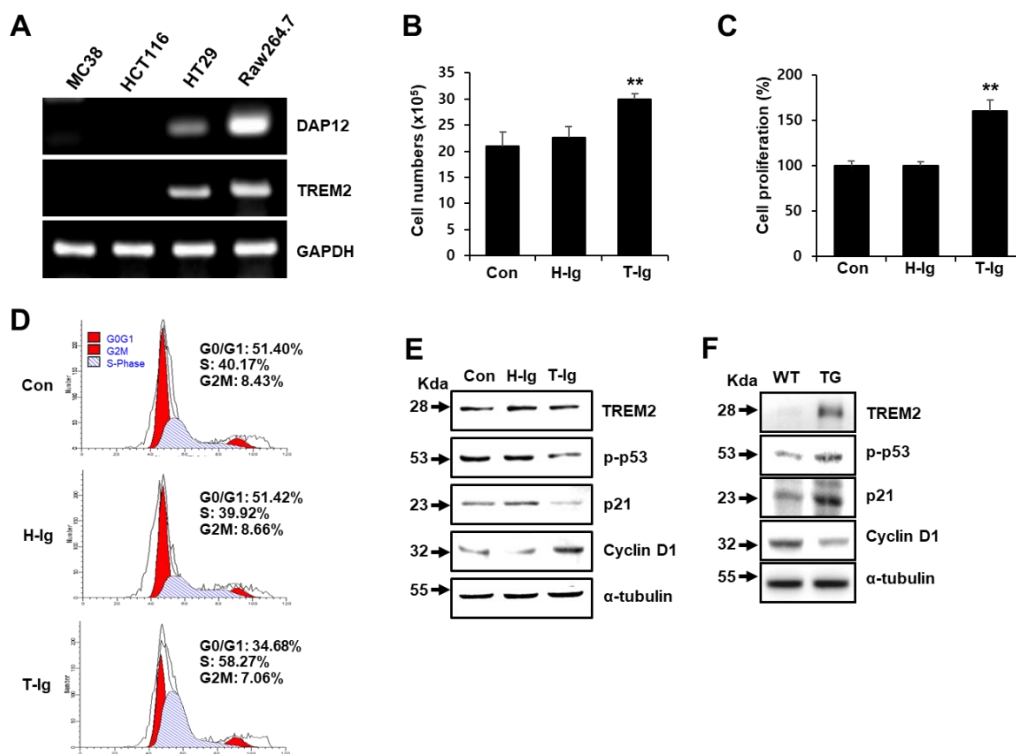 A
MC38
HCT116
HT29
Raw264.7
DAP12
TREM2
GAPDH
B
Cell numbers (x10⁵)
35
30
25
20
15
10
5
0
**
Con
H-Ig
T-Ig
C
Cell proliferation (%)
200
150
100
50
0
**
Con
H-Ig
T-Ig
D
Con
G0G1
G2M
S-Phase
G0/G1: 51.40%
S: 40.17%
G2M: 8.43%
Number
H-Ig
G0/G1: 51.42%
S: 39.92%
G2M: 8.66%
Number
T-Ig
G0/G1: 34.68%
S: 58.27%
G2M: 7.06%
Number
E
Kda
Con H-Ig T-Ig
28 TREM2
53 p-p53
23 p21
32 Cyclin D1
55 α-tubulin
F
Kda
WT TG
28 TREM2
53 p-p53
23 p21
32 Cyclin D1
55 α-tubulin